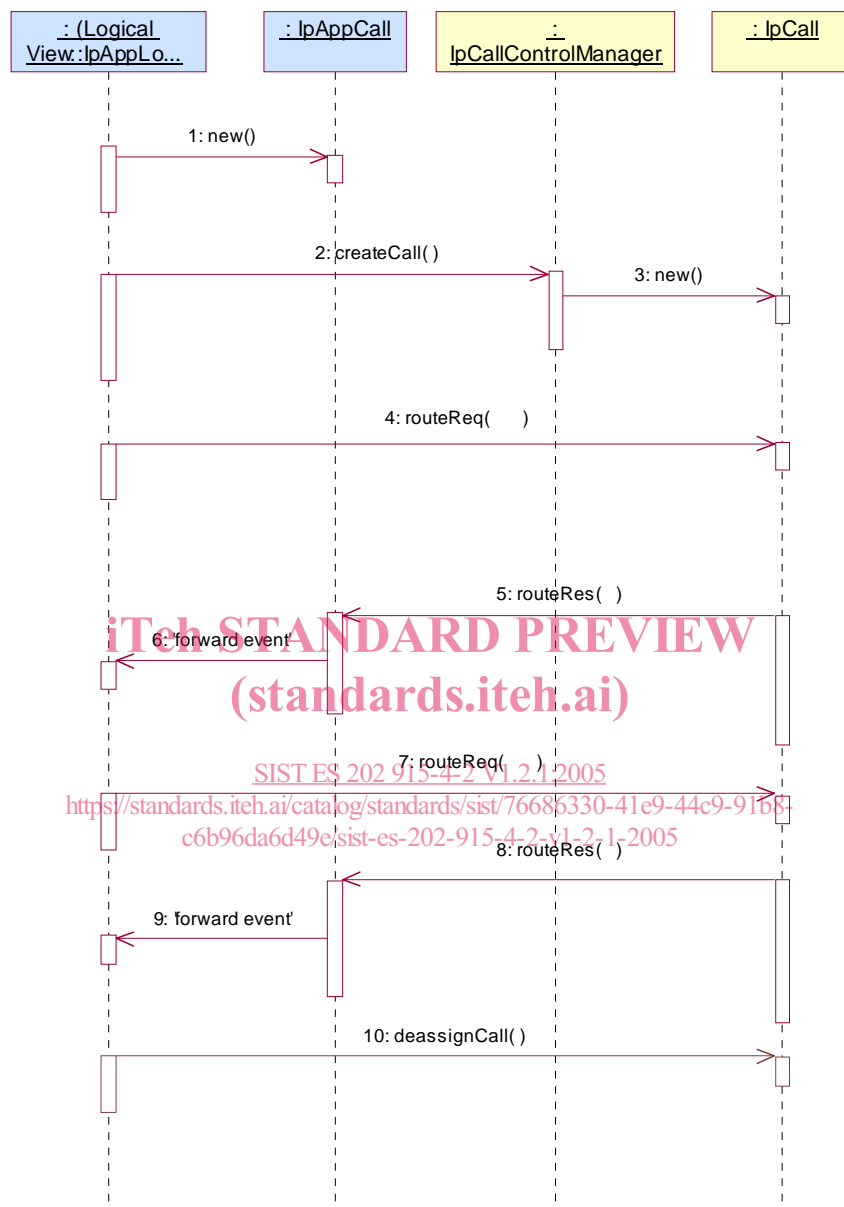 : (Logical
View::IpAppLo...
: IpAppCall
:
IpCallControlManager
: IpCall
1: new()
2: createCall( )
3: new()
4: routeReq( )
5: routeRes( )
6: 'forward event'
iTeh STANDARD PREVIEW
(standards.iteh.ai)
7: routeReq( )
SIST ES 202 915-4-2 V1.2.1:2005
https://standards.iteh.ai/catalog/standards/sist/76686330-41e9-44c9-91b8-
c6b96da6d49e/sist-es-202-915-4-2-v1-2-1-2005
8: routeRes( )
9: 'forward event'
10: deassignCall( )